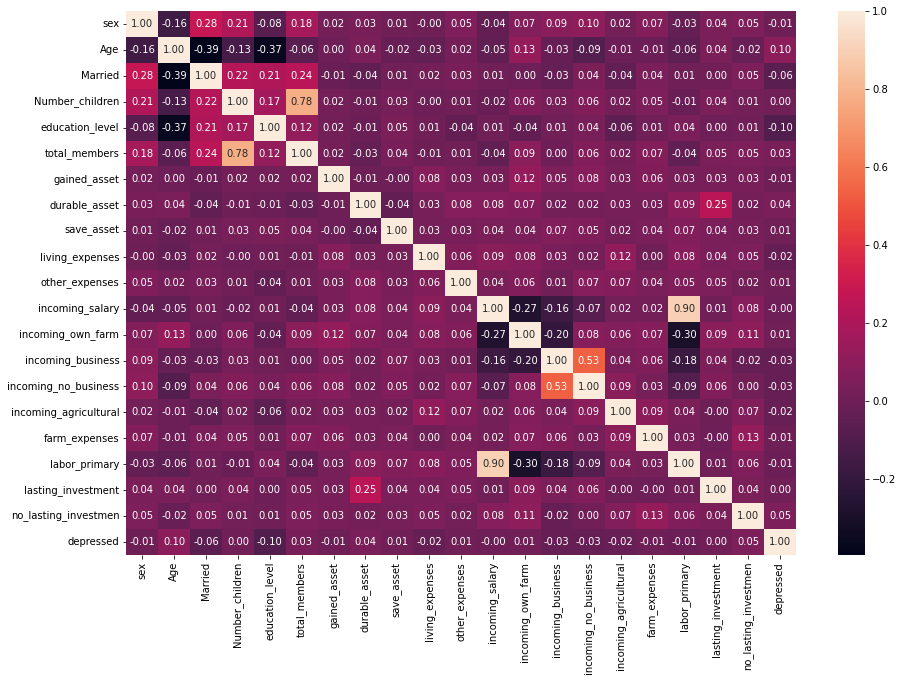 sex 1.00 -0.16 0.28 0.21 -0.08 0.18 0.02 0.03 0.01 -0.00 0.05 -0.04 0.07 0.09 0.10 0.02 0.07 -0.03 0.04 0.05 -0.01
Age -0.16 1.00 -0.39 -0.13 -0.37 -0.06 0.00 0.04 -0.02 -0.03 0.02 -0.05 0.13 -0.03 -0.09 -0.01 -0.01 -0.06 0.04 -0.02 0.10
Married 0.28 -0.39 1.00 0.22 0.21 0.24 -0.01 -0.04 0.01 0.02 0.03 0.01 0.00 -0.03 0.04 -0.04 0.04 0.01 0.00 0.05 -0.06
Number_children 0.21 -0.13 0.22 1.00 0.17 0.78 0.02 -0.01 0.03 -0.00 0.01 -0.02 0.06 0.03 0.06 0.02 0.05 -0.01 0.04 0.01 0.00
education_level -0.08 -0.37 0.21 0.17 1.00 0.12 0.02 -0.01 0.05 0.01 -0.04 0.01 -0.04 0.01 0.04 -0.06 0.01 0.04 0.00 0.01 -0.10
total_members 0.18 -0.06 0.24 0.78 0.12 1.00 0.02 -0.03 0.04 -0.01 0.01 -0.04 0.09 0.00 0.06 0.02 0.07 -0.04 0.05 0.05 0.03
gained_asset 0.02 0.00 -0.01 0.02 0.02 0.02 1.00 -0.01 -0.00 0.08 0.03 0.03 0.12 0.05 0.08 0.03 0.06 0.03 0.03 0.03 -0.01
durable_asset 0.03 0.04 -0.04 -0.01 -0.01 -0.03 -0.01 1.00 -0.04 0.03 0.08 0.08 0.07 0.02 0.02 0.03 0.03 0.09 0.25 0.02 0.04
save_asset 0.01 -0.02 0.01 0.03 0.05 0.04 -0.00 -0.04 1.00 0.03 0.03 0.04 0.04 0.07 0.05 0.02 0.04 0.07 0.04 0.03 0.01
living_expenses -0.00 -0.03 0.02 -0.00 0.01 -0.01 0.08 0.03 0.03 1.00 0.06 0.09 0.08 0.03 0.02 0.12 0.00 0.08 0.04 0.05 -0.02
other_expenses 0.05 0.02 0.03 0.01 -0.04 0.01 0.03 0.08 0.03 0.06 1.00 0.04 0.06 0.01 0.07 0.07 0.04 0.05 0.05 0.02 0.01
incoming_salary -0.04 -0.05 0.01 -0.02 0.01 -0.04 0.03 0.08 0.04 0.09 0.04 1.00 -0.27 -0.16 -0.07 0.02 0.02 0.90 0.01 0.08 -0.00
incoming_own_farm 0.07 0.13 0.00 0.06 -0.04 0.09 0.12 0.07 0.04 0.08 0.06 -0.27 1.00 -0.20 0.08 0.06 0.07 -0.30 0.09 0.11 0.01
incoming_business 0.09 -0.03 -0.03 0.03 0.01 0.00 0.05 0.02 0.07 0.03 0.01 -0.16 -0.20 1.00 0.53 0.04 0.06 -0.18 0.04 -0.02 -0.03
incoming_no_business 0.10 -0.09 0.04 0.06 0.04 0.06 0.08 0.02 0.05 0.02 0.07 -0.07 0.08 0.53 1.00 0.09 0.03 -0.09 0.06 0.00 -0.03
incoming_agricultural 0.02 -0.01 -0.04 0.02 -0.06 0.02 0.03 0.03 0.02 0.12 0.07 0.02 0.06 0.04 0.09 1.00 0.09 0.04 -0.00 0.07 -0.02
farm_expenses 0.07 -0.01 0.04 0.05 0.01 0.07 0.06 0.03 0.04 0.00 0.04 0.02 0.07 0.06 0.03 0.09 1.00 0.03 -0.00 0.13 -0.01
labor_primary -0.03 -0.06 0.01 -0.01 0.04 -0.04 0.03 0.09 0.07 0.08 0.05 0.90 -0.30 -0.18 -0.09 0.04 0.03 1.00 0.01 0.06 -0.01
lasting_investment 0.04 0.04 0.00 0.04 0.00 0.05 0.03 0.25 0.04 0.04 0.05 0.01 0.09 0.04 0.06 -0.00 -0.00 0.01 1.00 0.04 0.00
no_lasting_investmen 0.05 -0.02 0.05 0.01 0.01 0.05 0.03 0.02 0.03 0.05 0.02 0.08 0.11 -0.02 0.00 0.07 0.13 0.06 0.04 1.00 0.05
depressed -0.01 0.10 -0.06 0.00 -0.10 0.03 -0.01 0.04 0.01 -0.02 0.01 -0.00 0.01 -0.03 -0.03 -0.02 -0.01 -0.01 0.00 0.05 1.00
sex
Age
Married
Number_children
education_level
total_members
gained_asset
durable_asset
save_asset
living_expenses
other_expenses
incoming_salary
incoming_own_farm
incoming_business
incoming_no_business
incoming_agricultural
farm_expenses
labor_primary
lasting_investment
no_lasting_investmen
depressed
1.0
0.8
0.6
0.4
0.2
0.0
−0.2